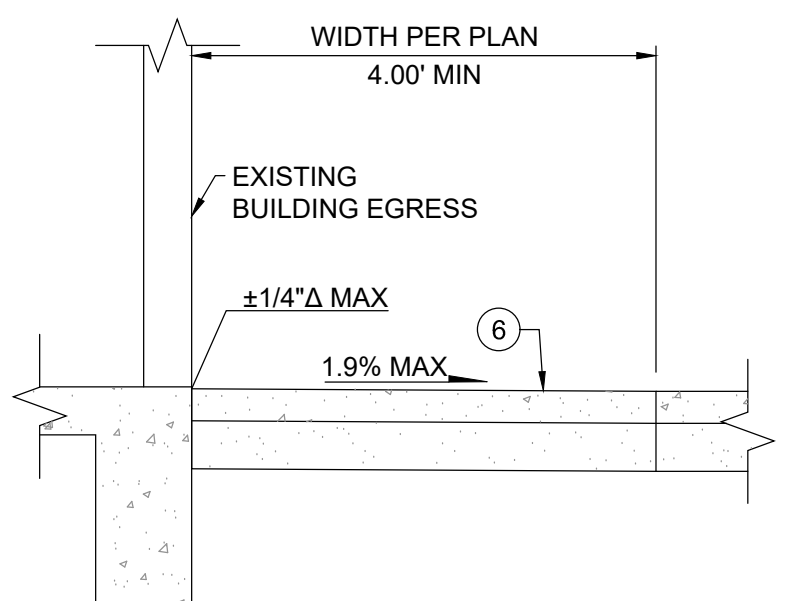 WIDTH PER PLAN
4.00' MIN
EXISTING
BUILDING EGRESS
±1/4"Δ MAX
6
1.9% MAX